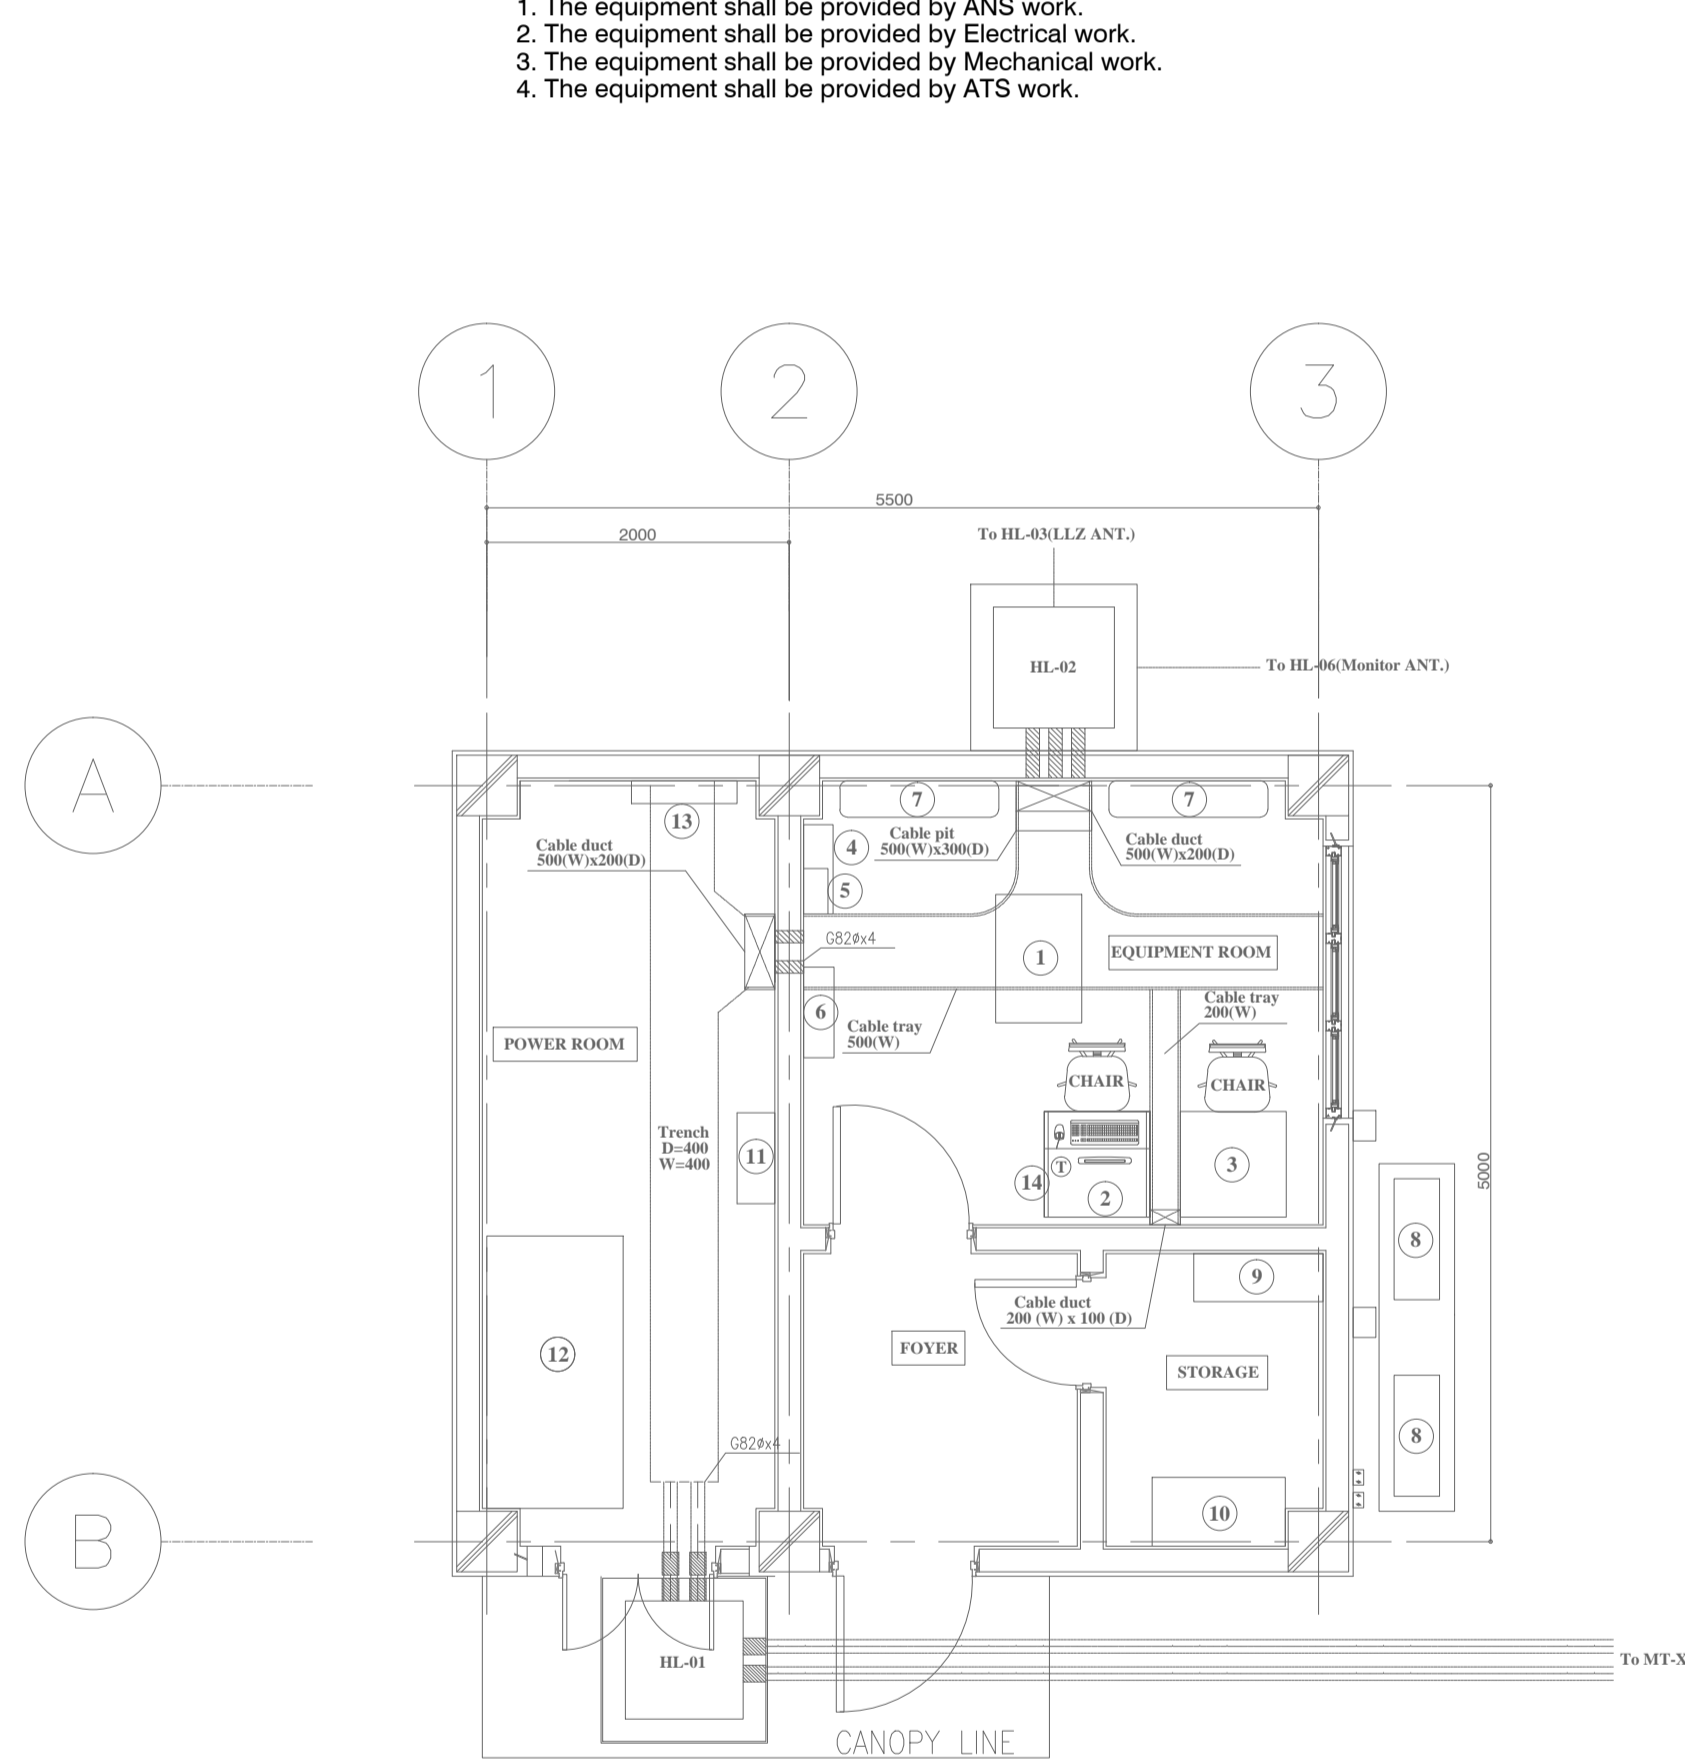 1. The equipment shall be provided by ANS work.
2. The equipment shall be provided by Electrical work.
3. The equipment shall be provided by Mechanical work.
4. The equipment shall be provided by ATS work.
1
2
3
5500
2000
To HL-03(LLZ ANT.)
HL-02
To HL-06(Monitor ANT.)
A
7
7
13
Cable duct
500(W)x200(D)
4
Cable pit
500(W)x300(D)
Cable duct
500(W)x200(D)
5
G82øx4
1
EQUIPMENT ROOM
6
Cable tray
500(W)
Cable tray
200(W)
POWER ROOM
CHAIR
CHAIR
Trench
D=400
W=400
11
T
14
2
3
5000
8
9
Cable duct
200 (W) x 100 (D)
12
FOYER
STORAGE
G82øx4
8
10
B
HL-01
To MT-X
CANOPY LINE